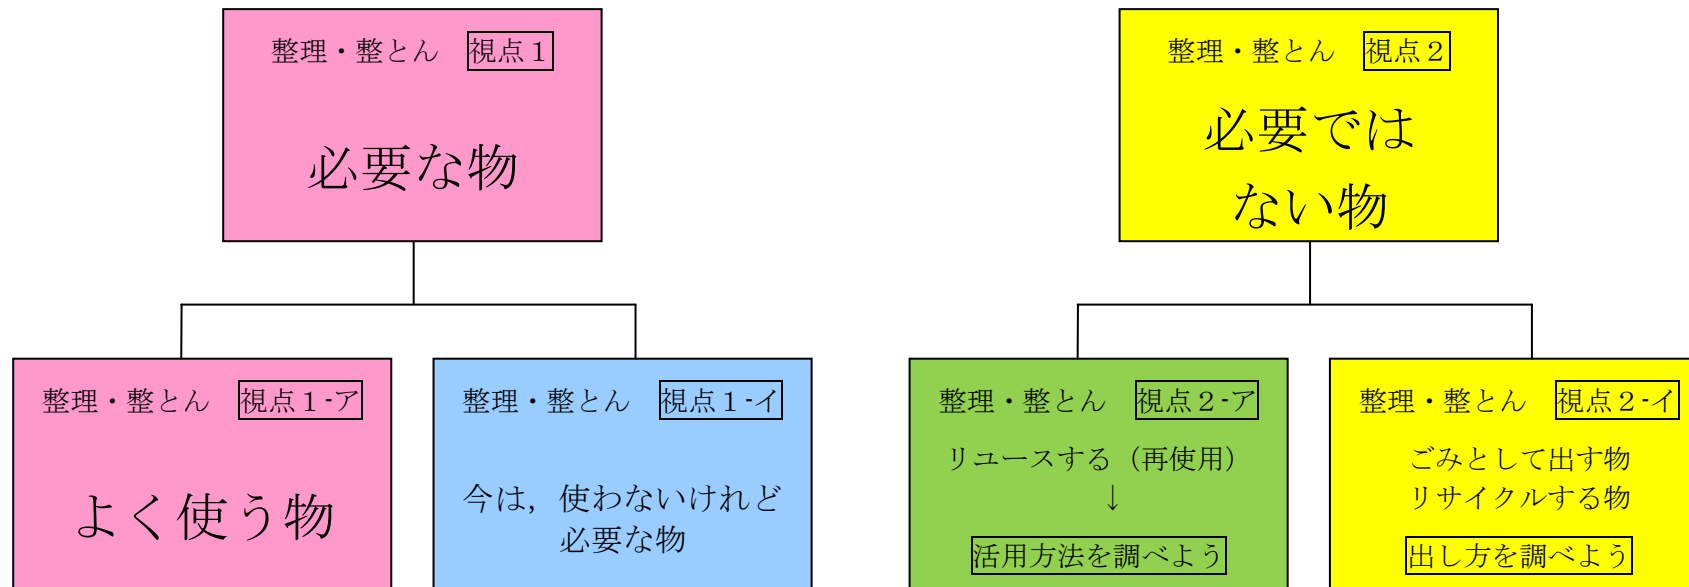 整理・整とん 視点１
必要な物
整理・整とん 視点２
必要では
ない物
整理・整とん 視点１-ア
よく使う物
整理・整とん 視点１-イ
今は，使わないけれど
必要な物
整理・整とん 視点２-ア
リユースする（再使用）
↓
活用方法を調べよう
整理・整とん 視点２-イ
ごみとして出す物
リサイクルする物
出し方を調べよう